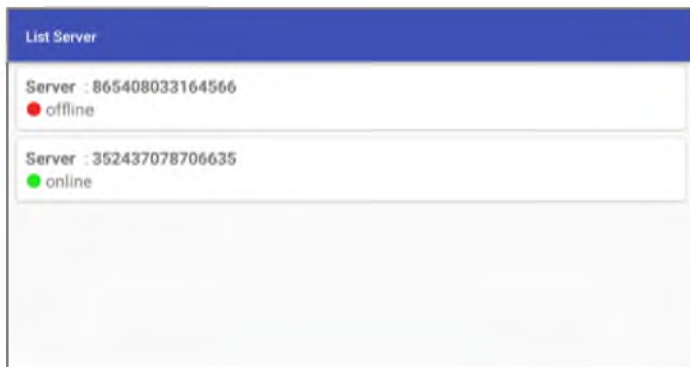 List Server
Server : 865408033164566
offline
Server : 352437078706635
online